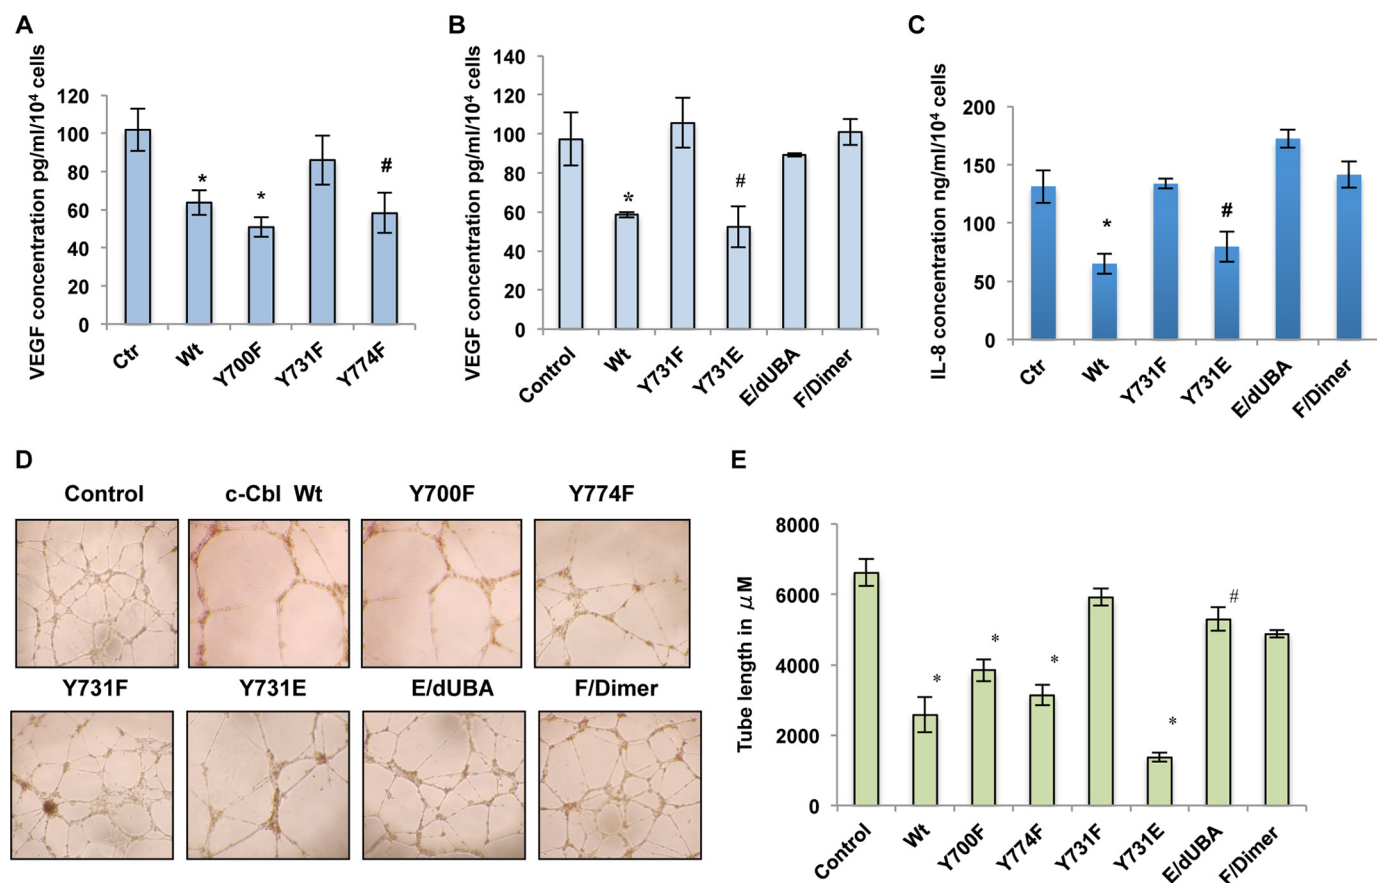 A
VEGF concentration pg/ml/10⁴ cells
120
100
80
60
40
20
0
*
*
#
Ctr
Wt
Y700F
Y731F
Y774F
B
VEGF concentration pg/ml/10⁴ cells
140
120
100
80
60
40
20
0
*
#
Control
Wt
Y731F
Y731E
E/dUBA
F/Dimer
C
IL-8 concentration ng/ml/10⁴ cells
200
150
100
50
0
*
#
Ctr
Wt
Y731F
Y731E
E/dUBA
F/Dimer
D
Control
c-Cbl Wt
Y700F
Y774F
Y731F
Y731E
E/dUBA
F/Dimer
E
Tube length in μM
8000
6000
4000
2000
0
*
*
*
*
#
Control
Wt
Y700F
Y774F
Y731F
Y731E
E/dUBA
F/Dimer